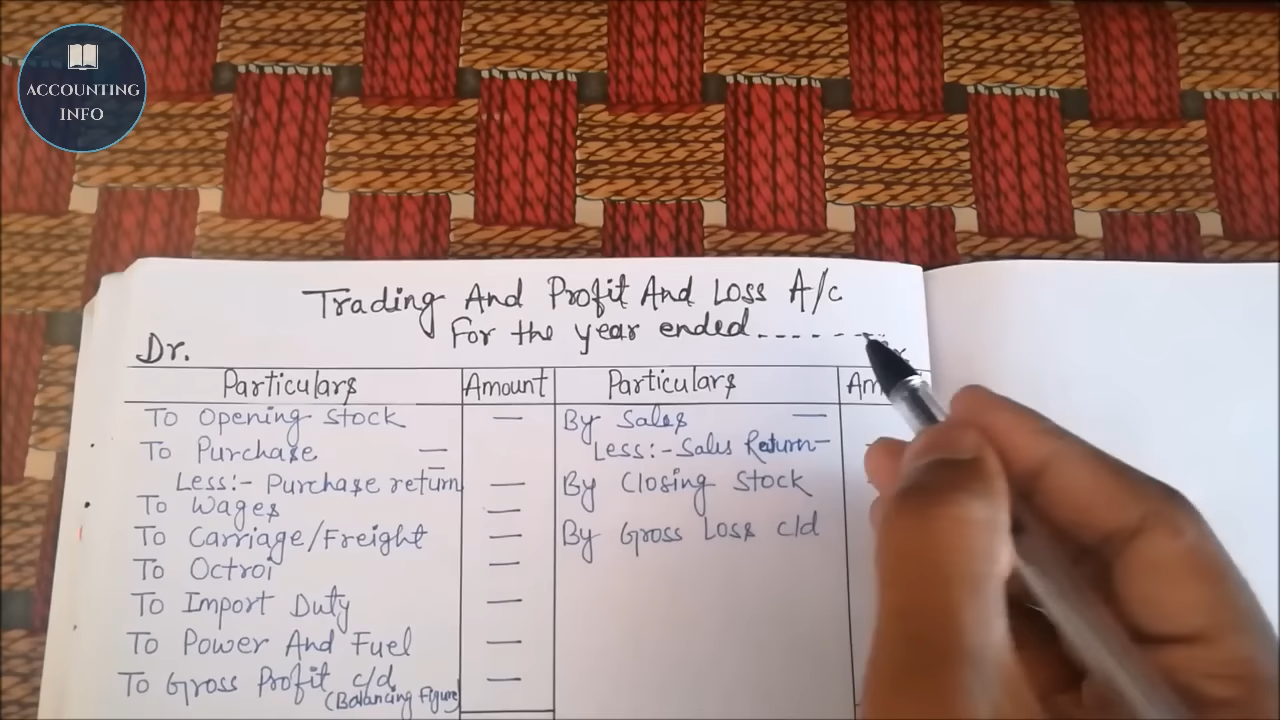 ACCOUNTING
INFO
Trading And Profit And Loss A/c
For the year ended.......
Dr.
Particulars Amount Particulars
To Opening Stock — By Sales —
To Purchase — Less:- Sales Return—
Less:- Purchase return — By Closing Stock
To Wages —
To Carriage/Freight — By Gross Loss c/d
To Octroi —
To Import Duty —
To Power And Fuel —
To Gross Profit c/d —
(Balancing Figure)